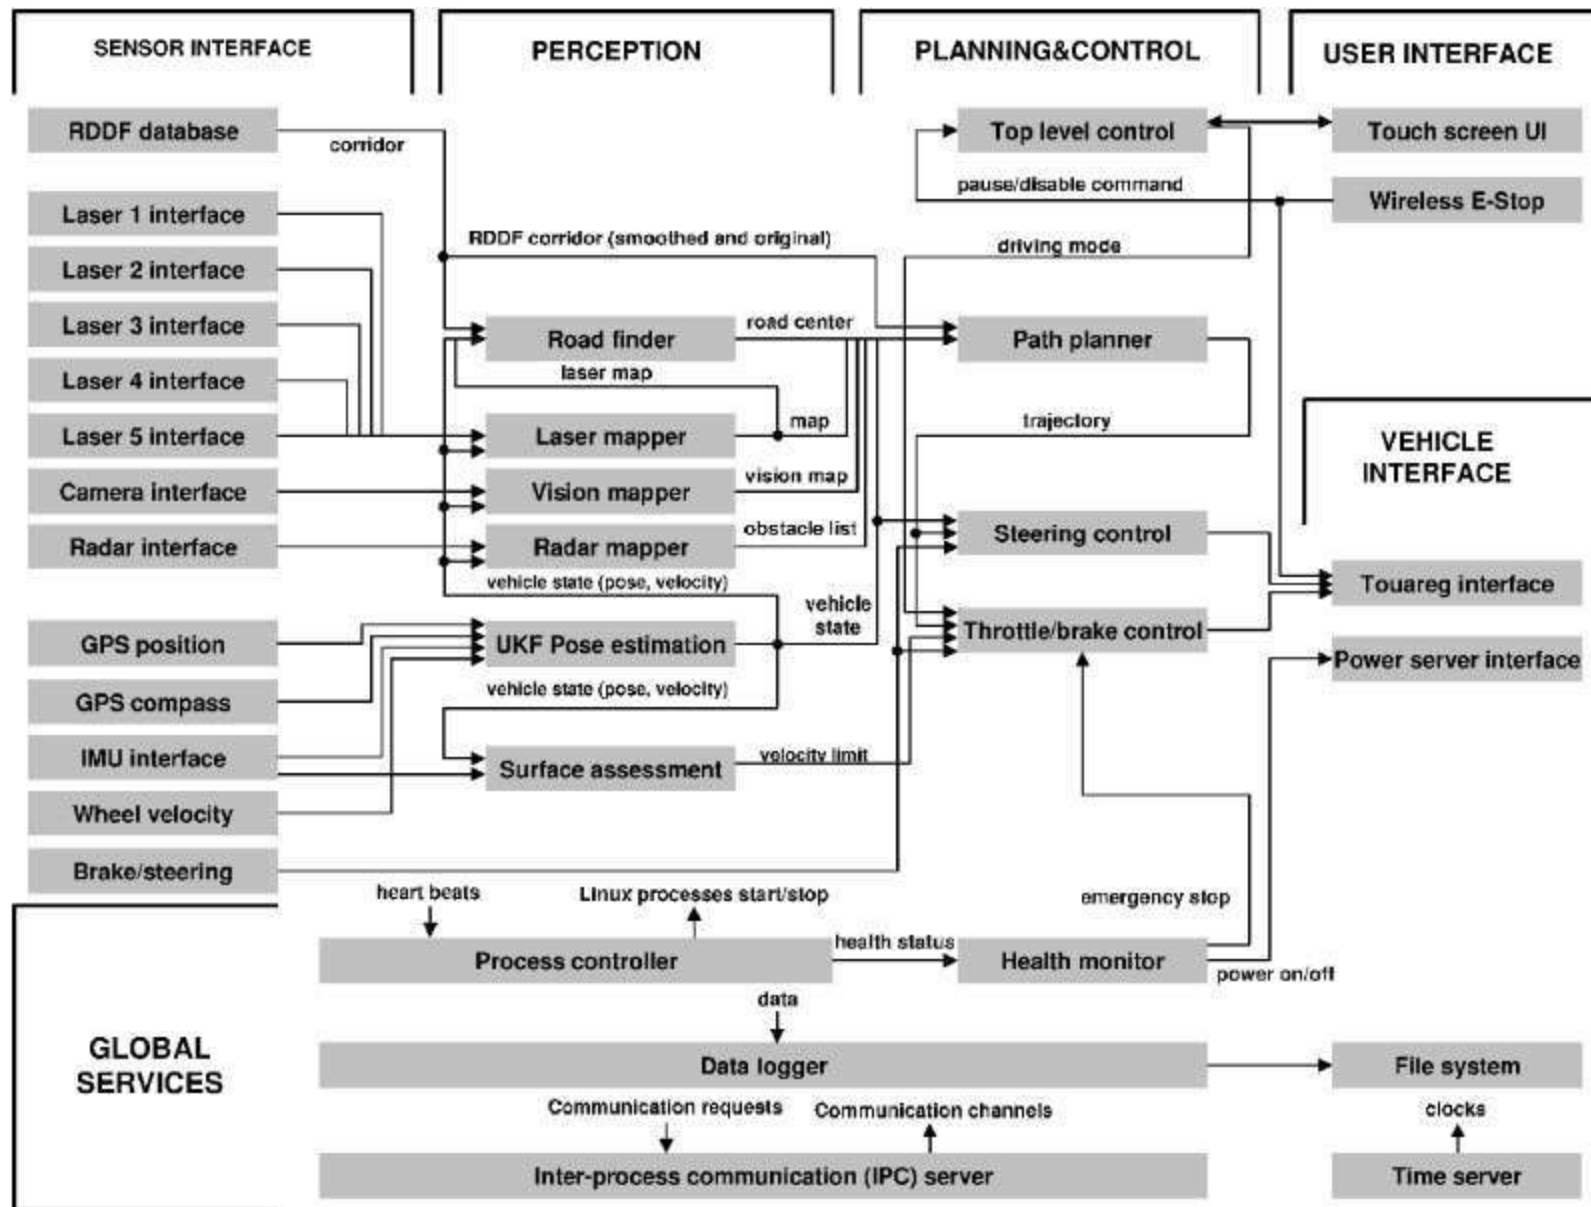 SENSOR INTERFACE
PERCEPTION
PLANNING&CONTROL
USER INTERFACE
RDDF database
corridor
Top level control
Touch screen UI
pause/disable command
Wireless E-Stop
Laser 1 interface
RDDF corridor (smoothed and original)
driving mode
Laser 2 interface
Laser 3 interface
road center
Road finder
Path planner
laser map
Laser 4 interface
Laser 5 interface
Laser mapper
map
trajectory
VEHICLE
INTERFACE
Camera interface
Vision mapper
vision map
Radar interface
Radar mapper
obstacle list
Steering control
vehicle state (pose, velocity)
Touareg interface
vehicle
state
GPS position
UKF Pose estimation
Throttle/brake control
Power server interface
vehicle state (pose, velocity)
GPS compass
IMU interface
Surface assessment
velocity limit
Wheel velocity
Brake/steering
heart beats
Linux processes start/stop
emergency stop
Process controller
health status
Health monitor
power on/off
data
GLOBAL
SERVICES
Data logger
File system
Communication requests
Communication channels
clocks
Inter-process communication (IPC) server
Time server